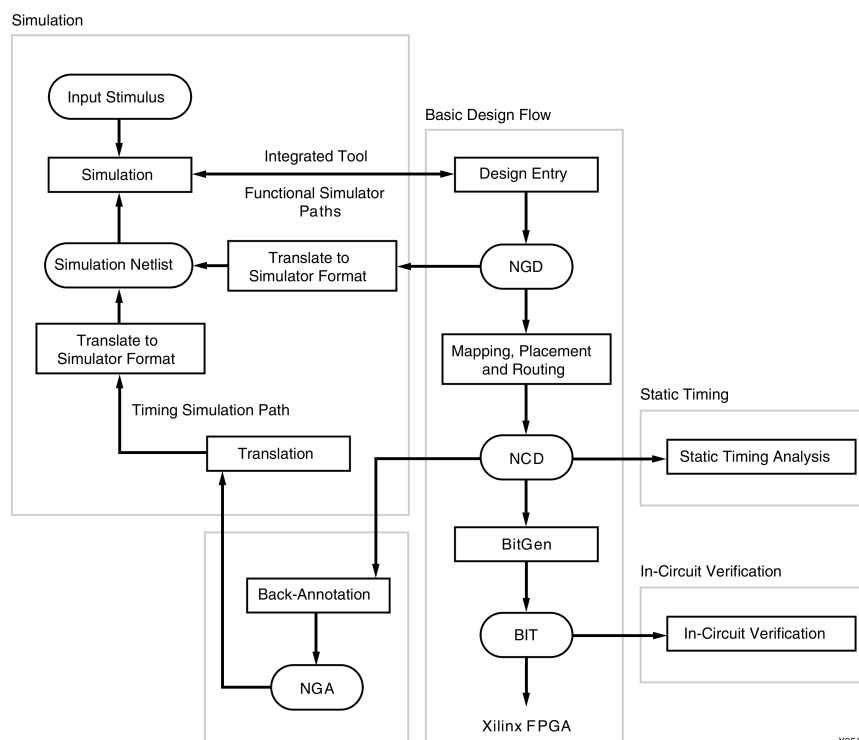 Simulation
Input Stimulus
Basic Design Flow
Integrated Tool
Simulation
Design Entry
Functional Simulator
Paths
Translate to
Simulator Format
Simulation Netlist
NGD
Translate to
Simulator Format
Mapping, Placement
and Routing
Static Timing
Timing Simulation Path
Translation
NCD
Static Timing Analysis
BitGen
In-Circuit Verification
Back-Annotation
BIT
In-Circuit Verification
NGA
Xilinx FPGA